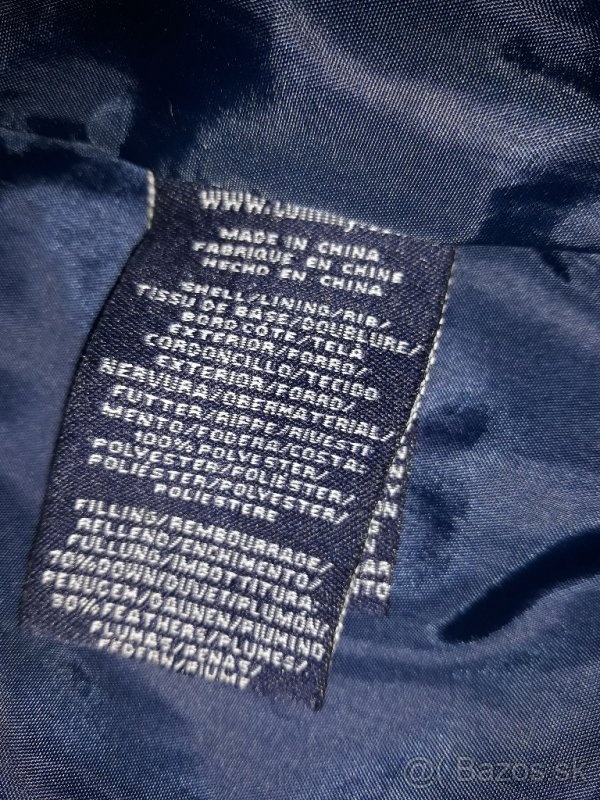 MADE IN CHINA
FABRIQUE EN CHINE
HECHO EN CHINA
SHELL/LINING/RIB/
TISSU DE BASE/DOUBLURE/
BORD CÔTE/TELA
EXTERIOR/FORRO/
CORDONCILLO/TECIDO
EXTERIOR/FORRO/
NERVURA/OBERMATERIAL/
FUTTER/RIPPE/RIVESTI
MENTO/FODERA/COSTA:
100% POLYESTER/
POLYESTER/POLIÉSTER/
POLIÉSTER/POLYESTER/
POLIESTERE
FILLING/REMBOURRAGE/
RELLENO/ENCHIMENTO/
FÜLLUNG/IMBOTTITURA:
DOWN/DUVET/PLUMÓN/
PENUGEM/DAUNEN/PIUMINO
FEATHERS/PLUMES/
PLUMAS/PENAS/
FEDERN/PIUME
@ Bazos.sk